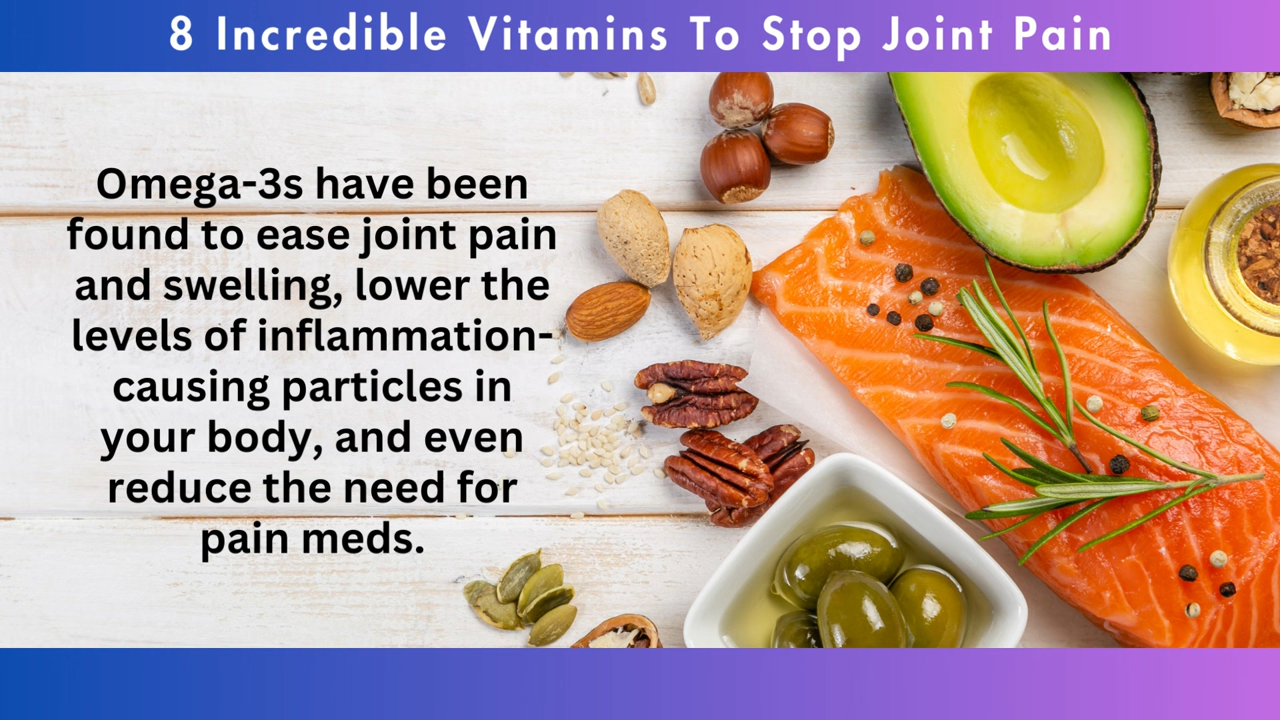 8 Incredible Vitamins To Stop Joint Pain
Omega-3s have been
found to ease joint pain
and swelling, lower the
levels of inflammation-
causing particles in
your body, and even
reduce the need for
pain meds.